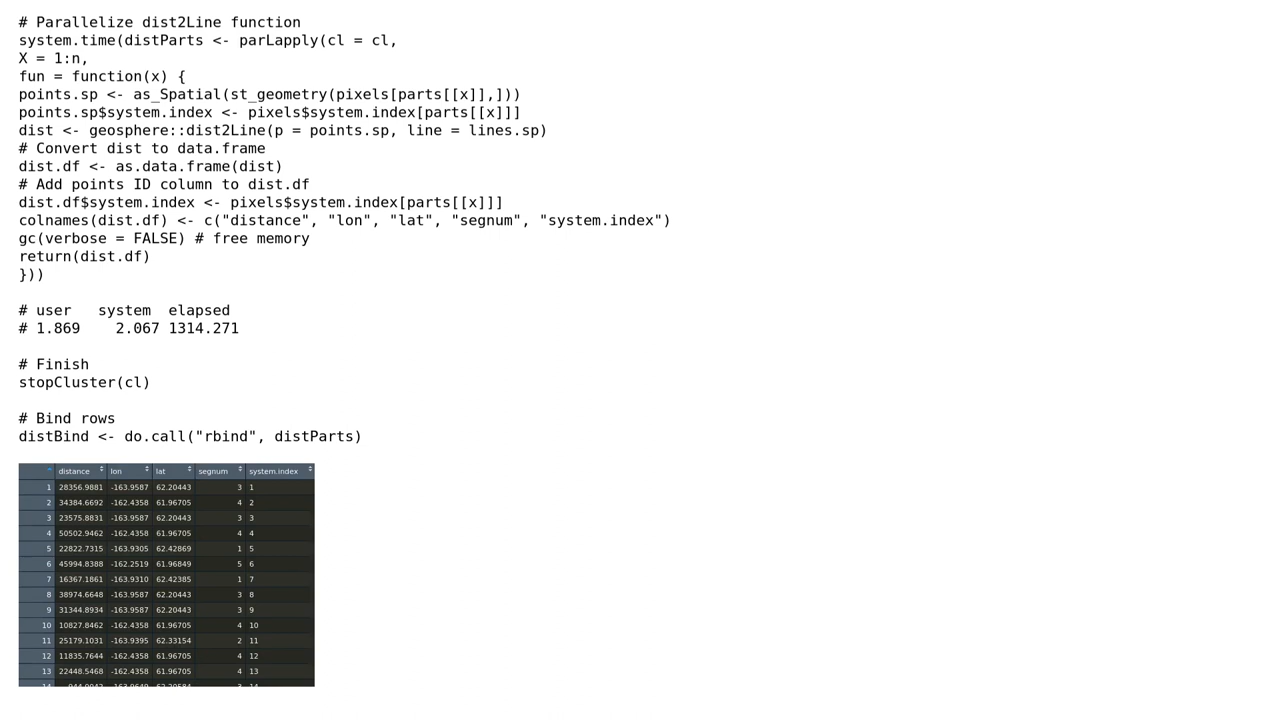 # Parallelize dist2Line function
system.time(distParts <- parLapply(cl = cl,
X = 1:n,
fun = function(x) {
points.sp <- as_Spatial(st_geometry(pixels[parts[[x]],]))
points.sp$system.index <- pixels$system.index[parts[[x]]]
dist <- geosphere::dist2Line(p = points.sp, line = lines.sp)
# Convert dist to data.frame
dist.df <- as.data.frame(dist)
# Add points ID column to dist.df
dist.df$system.index <- pixels$system.index[parts[[x]]]
colnames(dist.df) <- c("distance", "lon", "lat", "segnum", "system.index")
gc(verbose = FALSE) # free memory
return(dist.df)
}))
# user   system  elapsed
# 1.869    2.067 1314.271
# Finish
stopCluster(cl)
# Bind rows
distBind <- do.call("rbind", distParts)
distance lon lat segnum system.index
1 28356.9881 -163.9587 62.20443 3 1
2 34384.6692 -162.4358 61.96705 4 2
3 23575.8831 -163.9587 62.20443 3 3
4 50502.9462 -162.4358 61.96705 4 4
5 22822.7315 -163.9305 62.42869 1 5
6 45994.8388 -162.2519 61.96849 5 6
7 16367.1861 -163.9310 62.42385 1 7
8 38974.6648 -163.9587 62.20443 3 8
9 31344.8934 -163.9587 62.20443 3 9
10 10827.8462 -162.4358 61.96705 4 10
11 25179.1031 -163.9395 62.33154 2 11
12 11835.7644 -162.4358 61.96705 4 12
13 22448.5468 -162.4358 61.96705 4 13